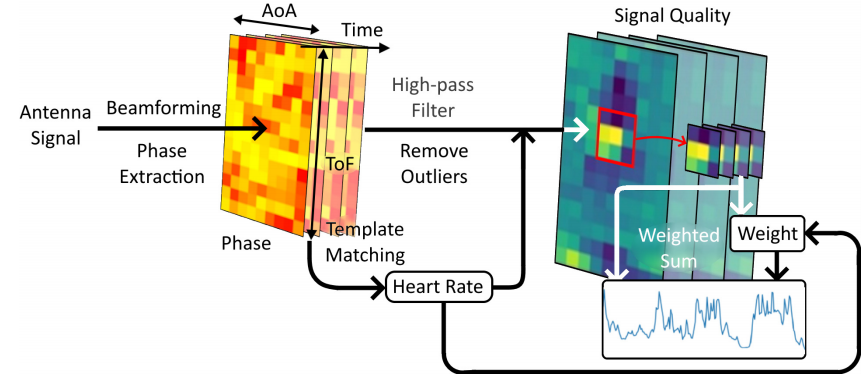 Signal Quality
AoA
Time
Antenna
Signal
Beamforming
Phase
Extraction
ToF
Phase
High-pass
Filter
Remove
Outliers
Template
Matching
Heart Rate
Weighted
Sum
Weight